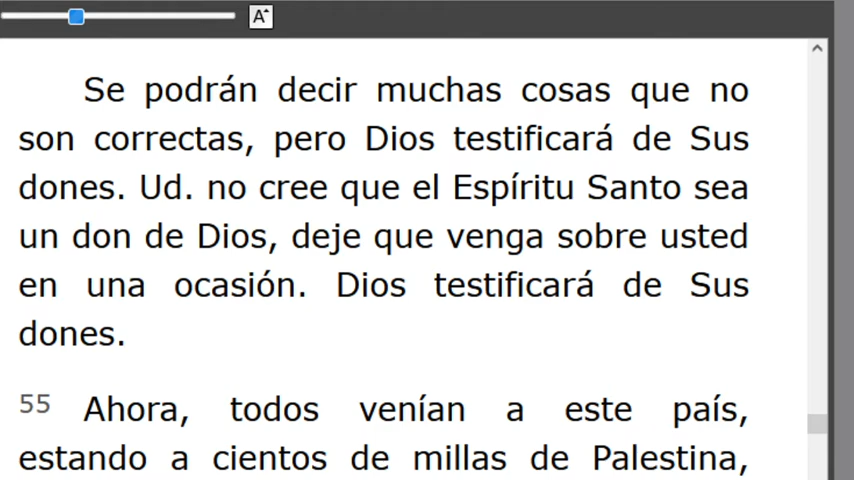 A
Se podrán decir muchas cosas que no
son correctas, pero Dios testificará de Sus
dones. Ud. no cree que el Espíritu Santo sea
un don de Dios, deje que venga sobre usted
en una ocasión. Dios testificará de Sus
dones.
55 Ahora, todos venían a este país,
estando a cientos de millas de Palestina,